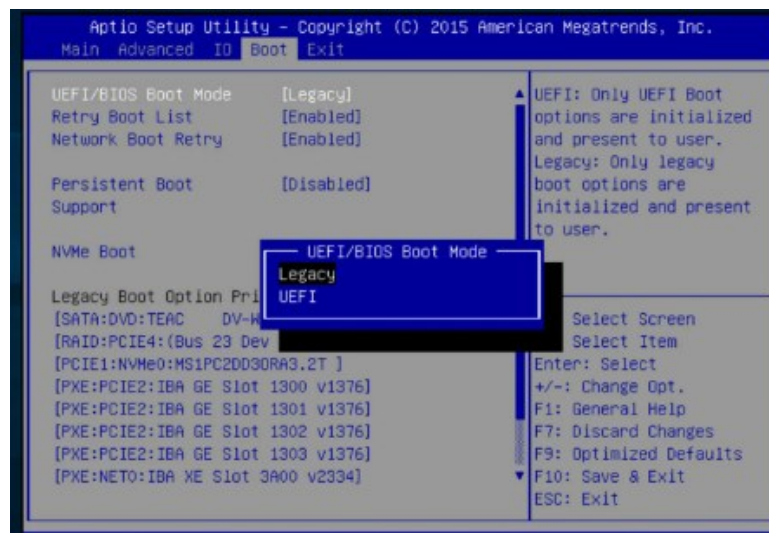 Aptio Setup Utility – Copyright (C) 2015 American Megatrends, Inc.
Main Advanced IO Boot Exit
UEFI/BIOS Boot Mode [Legacy]
Retry Boot List [Enabled]
Network Boot Retry [Enabled]
Persistent Boot [Disabled]
Support
NVMe Boot
Legacy Boot Option Pri
[SATA:DVD:TEAC DV-W
[RAID:PCIE4:(Bus 23 Dev
[PCIE1:NVMe0:MS1PC2DD3ORA3.2T ]
[PXE:PCIE2:IBA GE Slot 1300 v1376]
[PXE:PCIE2:IBA GE Slot 1301 v1376]
[PXE:PCIE2:IBA GE Slot 1302 v1376]
[PXE:PCIE2:IBA GE Slot 1303 v1376]
[PXE:NET0:IBA XE Slot 3A00 v2334]
UEFI/BIOS Boot Mode
Legacy
UEFI
UEFI: Only UEFI Boot
options are initialized
and present to user.
Legacy: Only legacy
boot options are
initialized and present
to user.
Select Screen
Select Item
Enter: Select
+/-: Change Opt.
F1: General Help
F7: Discard Changes
F9: Optimized Defaults
F10: Save & Exit
ESC: Exit